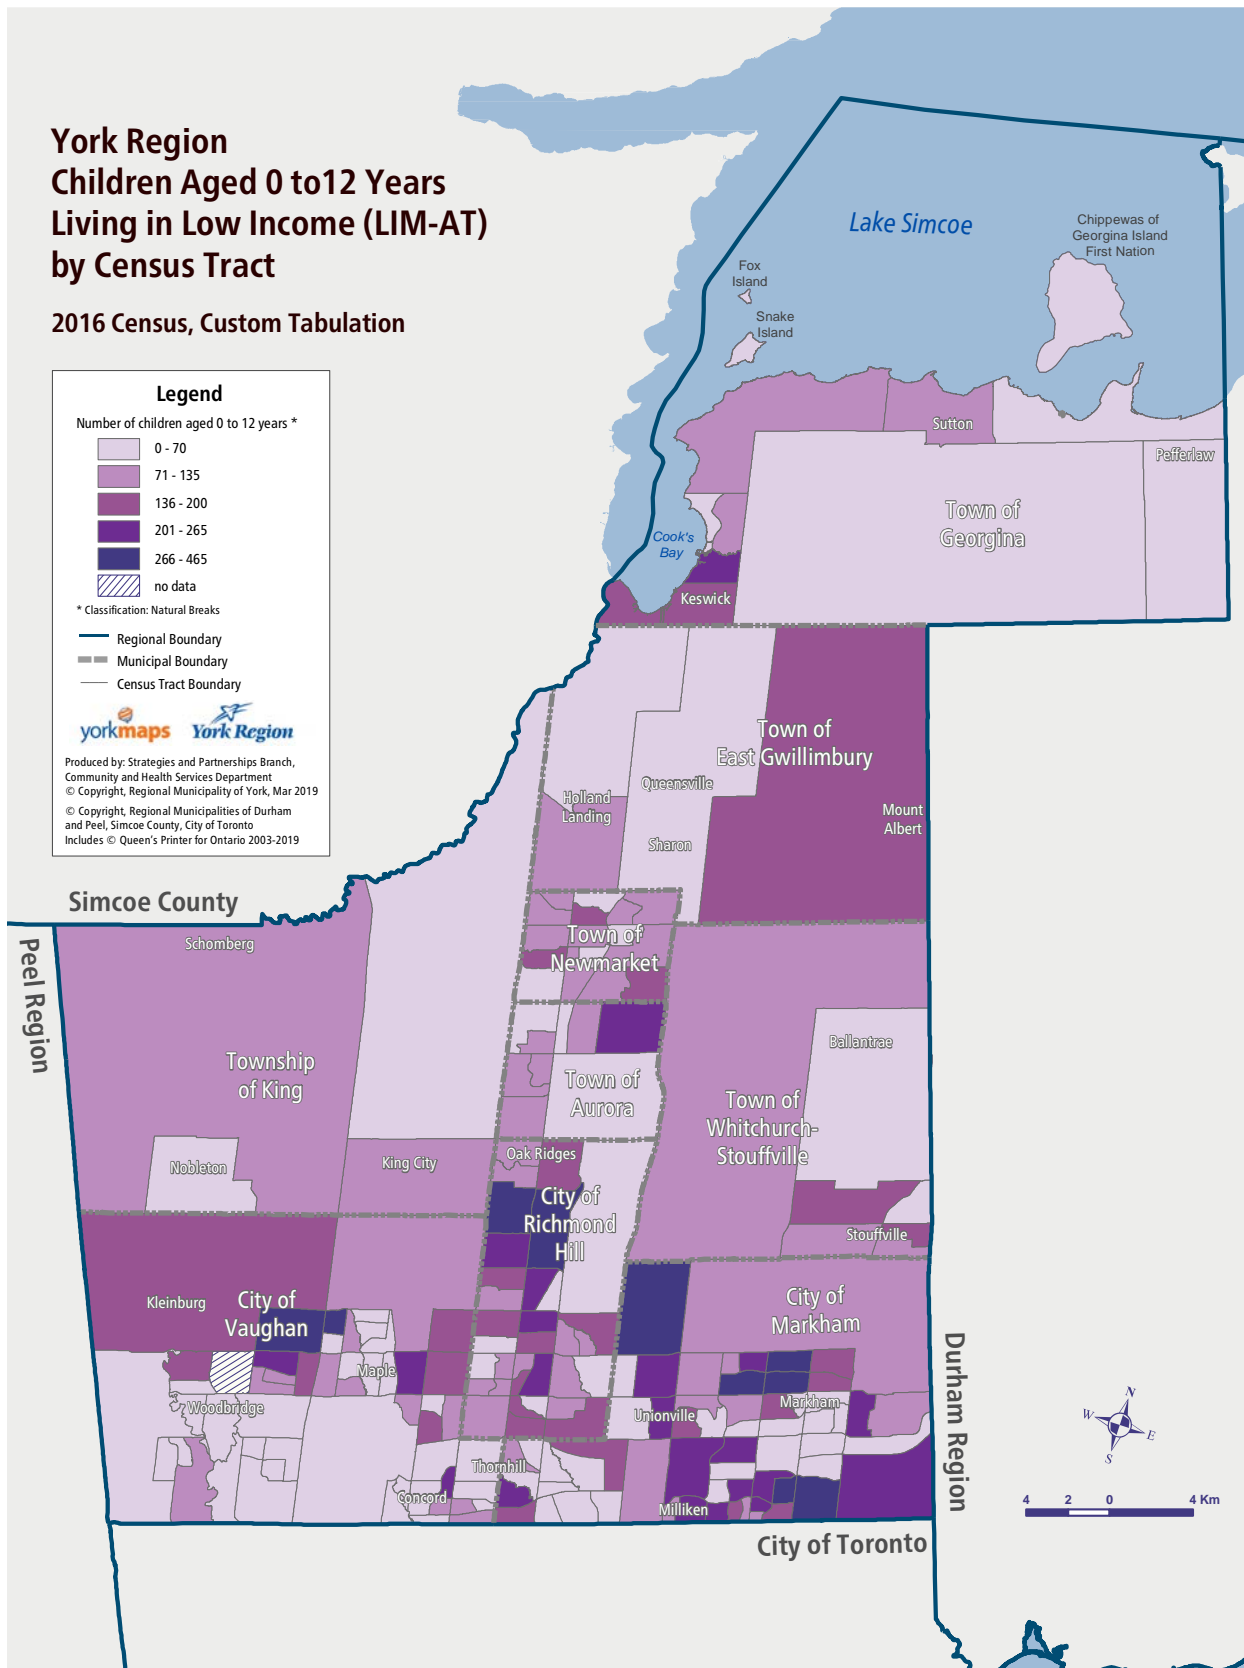 York Region
Children Aged 0 to12 Years
Living in Low Income (LIM-AT)
by Census Tract
2016 Census, Custom Tabulation
Legend
Number of children aged 0 to 12 years *
0 - 70
71 - 135
136 - 200
201 - 265
266 - 465
no data
* Classification: Natural Breaks
Regional Boundary
Municipal Boundary
Census Tract Boundary
yorkmaps
York Region
Produced by: Strategies and Partnerships Branch,
Community and Health Services Department
© Copyright, Regional Municipality of York, Mar 2019
© Copyright, Regional Municipalities of Durham
and Peel, Simcoe County, City of Toronto
Includes © Queen's Printer for Ontario 2003-2019
Lake Simcoe
Chippewas of
Georgina Island
First Nation
Fox
Island
Snake
Island
Sutton
Pefferlaw
Town of
Georgina
Cook's
Bay
Keswick
Town of
East Gwillimbury
Queensville
Holland
Landing
Mount
Albert
Sharon
Simcoe County
Peel Region
Schomberg
Town of
Newmarket
Ballantrae
Township
of King
Town of
Aurora
Town of
Whitchurch-
Stouffville
Nobleton
King City
Oak Ridges
City of
Richmond
Hill
Stouffville
Kleinburg
City of
Vaughan
City of
Markham
Maple
Woodbridge
Unionville
Markham
Thornhill
Concord
Milliken
Durham Region
City of Toronto
N
W
E
S
4 2 0 4 Km